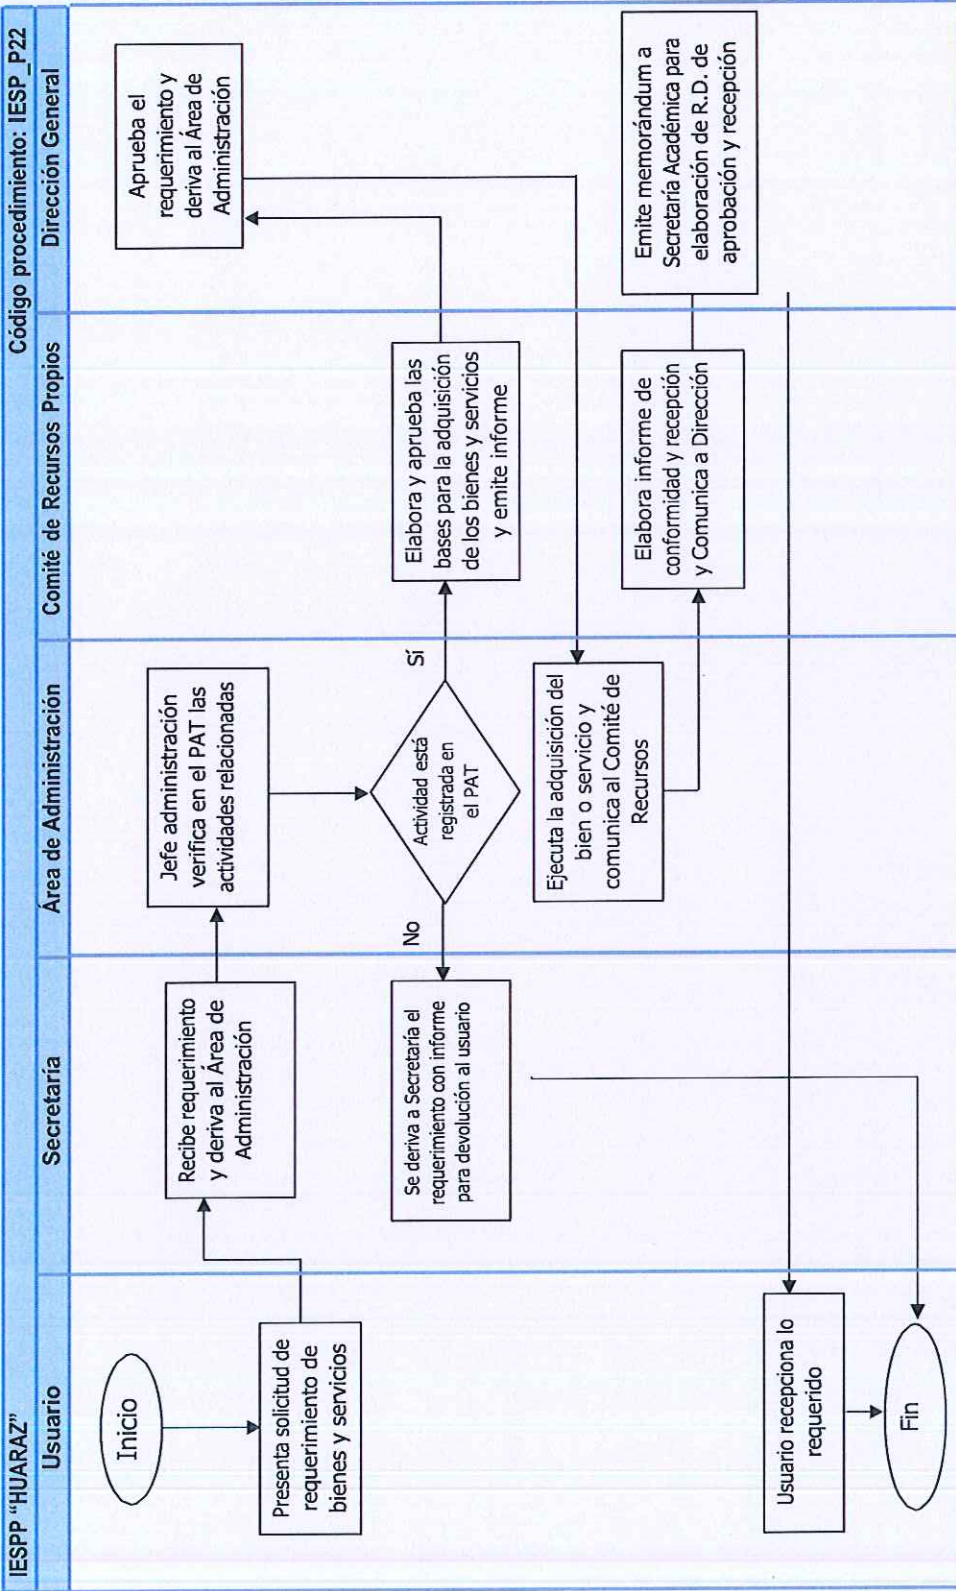 IESPP “HUARAZ”
Código procedimiento: IESP_P22
Usuario
Secretaría
Área de Administración
Comité de Recursos Propios
Dirección General
Inicio
Presenta solicitud de
requerimiento de
bienes y servicios
Recibe requerimiento
y deriva al Área de
Administración
Jefe administración
verifica en el PAT las
actividades relacionadas
Actividad está
registrada en
el PAT
No
Sí
Se deriva a Secretaría el
requerimiento con informe
para devolución al usuario
Elabora y aprueba las
bases para la adquisición
de los bienes y servicios
y emite informe
Aprueba el
requerimiento y
deriva al Área de
Administración
Ejecuta la adquisición del
bien o servicio y
comunica al Comité de
Recursos
Elabora informe de
conformidad y recepción
y Comunica a Dirección
Emite memorándum a
Secretaría Académica para
elaboración de R.D. de
aprobación y recepción
Usuario recepciona lo
requerido
Fin